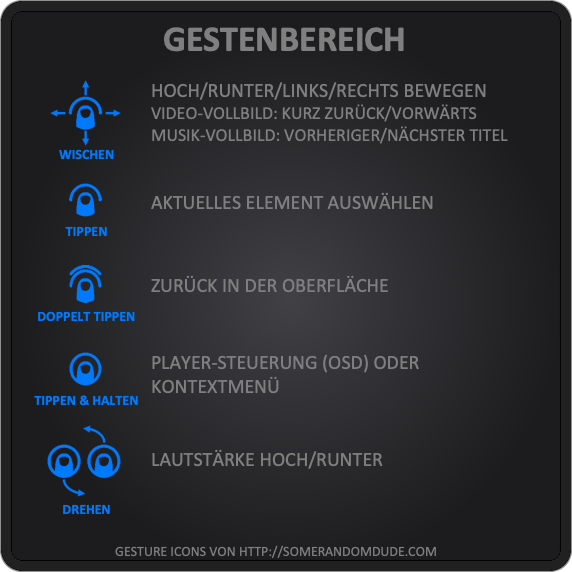 GESTENBEREICH
HOCH/RUNTER/LINKS/RECHTS BEWEGEN
VIDEO-VOLLBILD: KURZ ZURÜCK/VORWÄRTS
MUSIK-VOLLBILD: VORHERIGER/NÄCHSTER TITEL
WISCHEN
AKTUELLES ELEMENT AUSWÄHLEN
TIPPEN
ZURÜCK IN DER OBERFLÄCHE
DOPPELT TIPPEN
PLAYER-STEUERUNG (OSD) ODER
KONTEXTMENÜ
TIPPEN & HALTEN
LAUTSTÄRKE HOCH/RUNTER
DREHEN
GESTURE ICONS VON HTTP://SOMERANDOMDUDE.COM